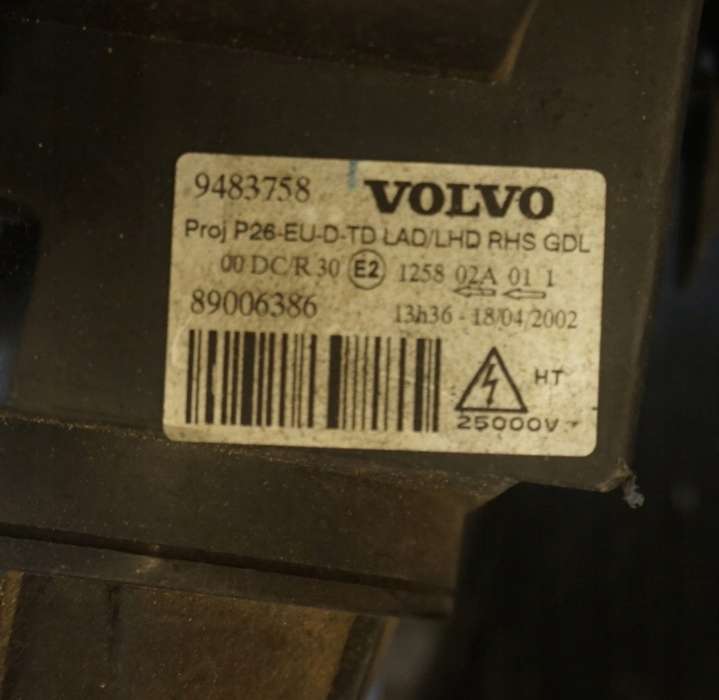 9483758 VOLVO
Proj P26-EU-D-TD LAD/LHD RHS GDL
00 DC/R 30 E2 1258 02A 01 1
89006386 13h36 - 18/04/2002
HT
25000V